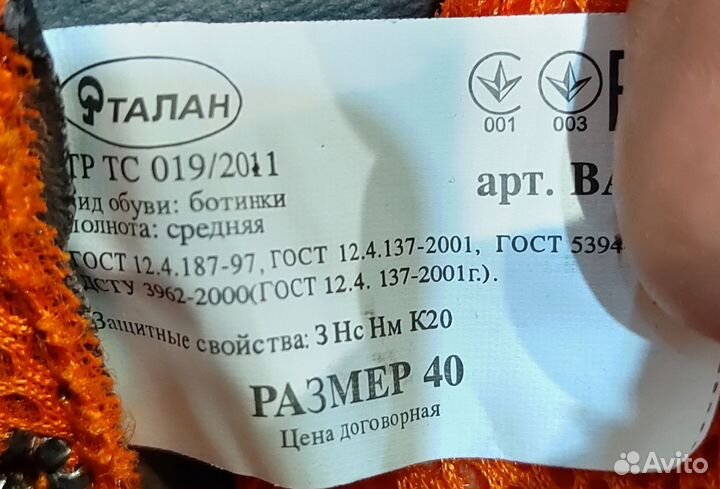 ТАЛАН
001 003
ТР ТС 019/2011
вид обуви: ботинки
полнота: средняя
арт. ВА
ГОСТ 12.4.187-97, ГОСТ 12.4.137-2001, ГОСТ 5394
ДСТУ 3962-2000(ГОСТ 12.4. 137-2001г.).
Защитные свойства: З Нс Нм К20
РАЗМЕР 40
Цена договорная
Avito